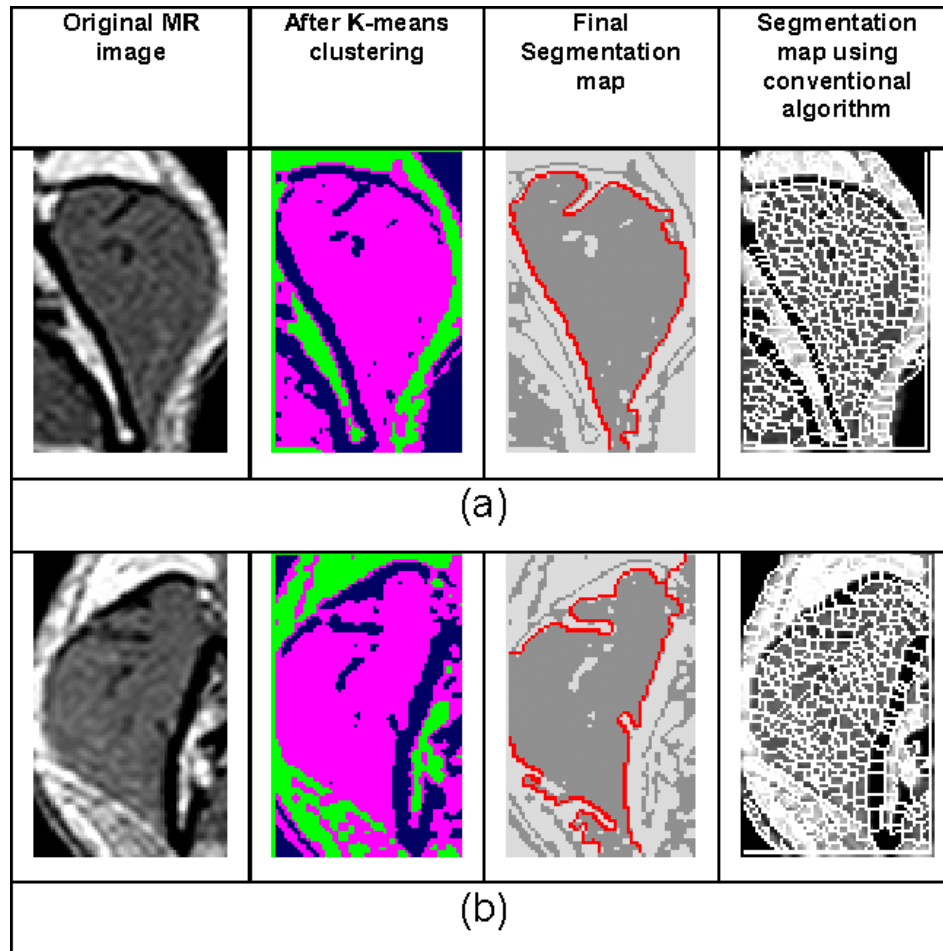 Original MR
image
After K-means
clustering
Final
Segmentation
map
Segmentation
map using
conventional
algorithm
(a)
(b)